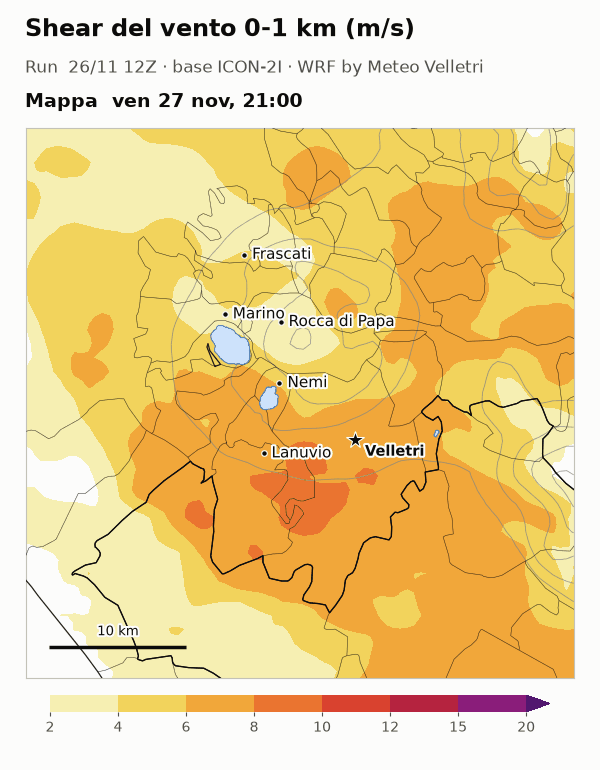 Shear del vento 0-1 km (m/s)
Run  26/11 12Z · base ICON-2I · WRF by Meteo Velletri
Mappa  ven 27 nov, 21:00
Frascati
Marino
Rocca di Papa
Nemi
Velletri
Lanuvio
10 km
2 4 6 8 10 12 15 20